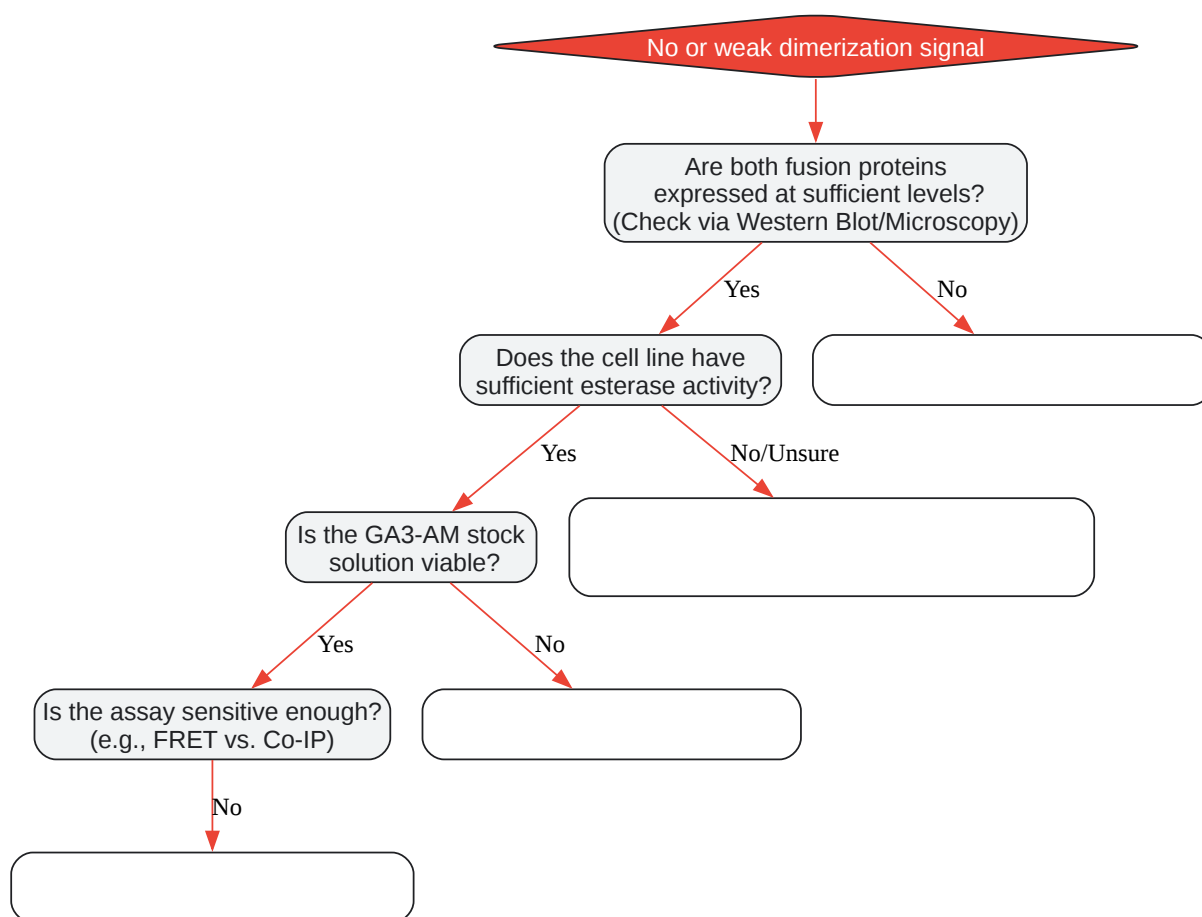 No or weak dimerization signal
Are both fusion proteins
expressed at sufficient levels?
(Check via Western Blot/Microscopy)
Yes
No
Does the cell line have
sufficient esterase activity?
Yes
No/Unsure
Is the GA3-AM stock
solution viable?
Yes
No
Is the assay sensitive enough?
(e.g., FRET vs. Co-IP)
No